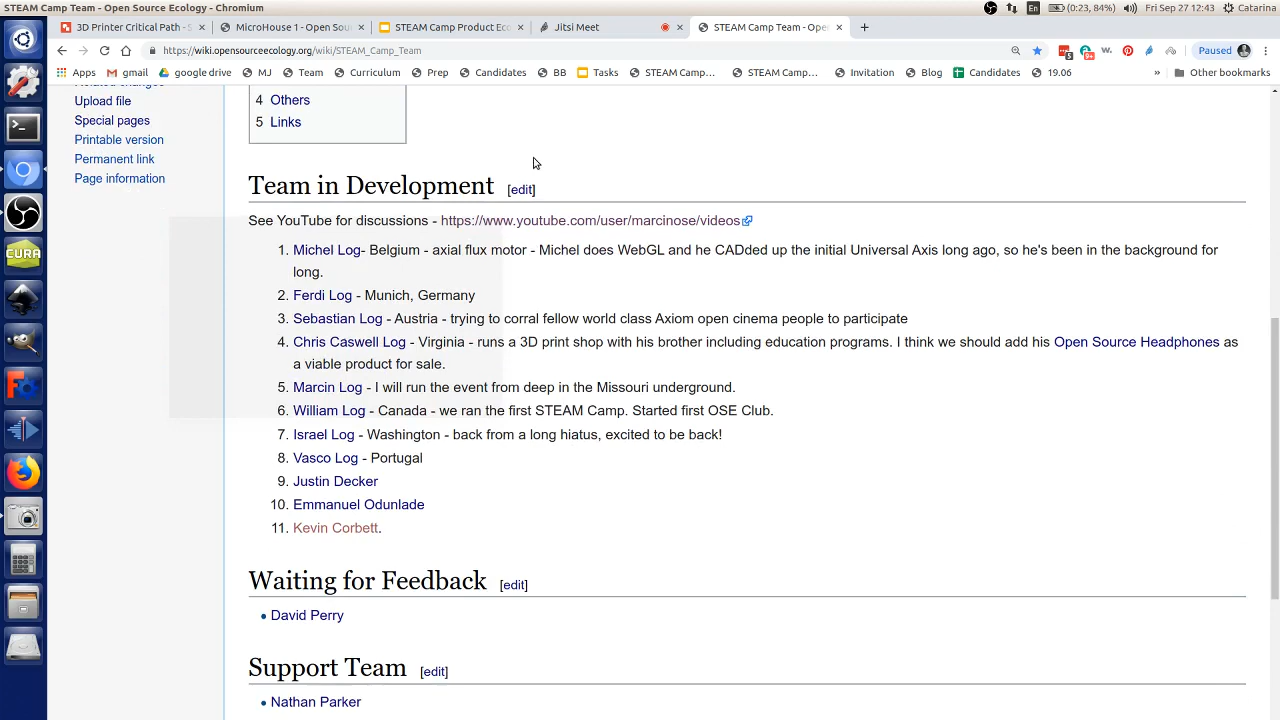 STEAM Camp Team - Open Source Ecology - Chromium
En
(0:23, 84%)
Fri Sep 27 12:43
Catarina
3D Printer Critical Path - S
MicroHouse 1 - Google S
STEAM Camp Product Ec
Jitsi Meet
STEAM Camp Team - Ope
https://wiki.opensourceecology.org/wiki/STEAM_Camp_Team
5
9+
w.
Paused
Apps
gmail
google drive
MJ
Team
Curriculum
Prep
Candidates
BB
Tasks
STEAM Camp...
STEAM Camp...
Invitation
Blog
Candidates
19.06
»
Other bookmarks
Upload file
Special pages
Printable version
Permanent link
Page information
4 Others
5 Links
Team in Development [edit]
See YouTube for discussions - https://www.youtube.com/user/marcinose/videos
1. Michel Log- Belgium - axial flux motor - Michel does WebGL and he CADded up the initial Universal Axis long ago, so he's been in the background for
long.
2. Ferdi Log - Munich, Germany
3. Sebastian Log - Austria - trying to corral fellow world class Axiom open cinema people to participate
4. Chris Caswell Log - Virginia - runs a 3D print shop with his brother including education programs. I think we should add his Open Source Headphones as
a viable product for sale.
5. Marcin Log - I will run the event from deep in the Missouri underground.
6. William Log - Canada - we ran the first STEAM Camp. Started first OSE Club.
7. Israel Log - Washington - back from a long hiatus, excited to be back!
8. Vasco Log - Portugal
9. Justin Decker
10. Emmanuel Odunlade
11. Kevin Corbett.
Waiting for Feedback [edit]
• David Perry
Support Team [edit]
• Nathan Parker
CURA